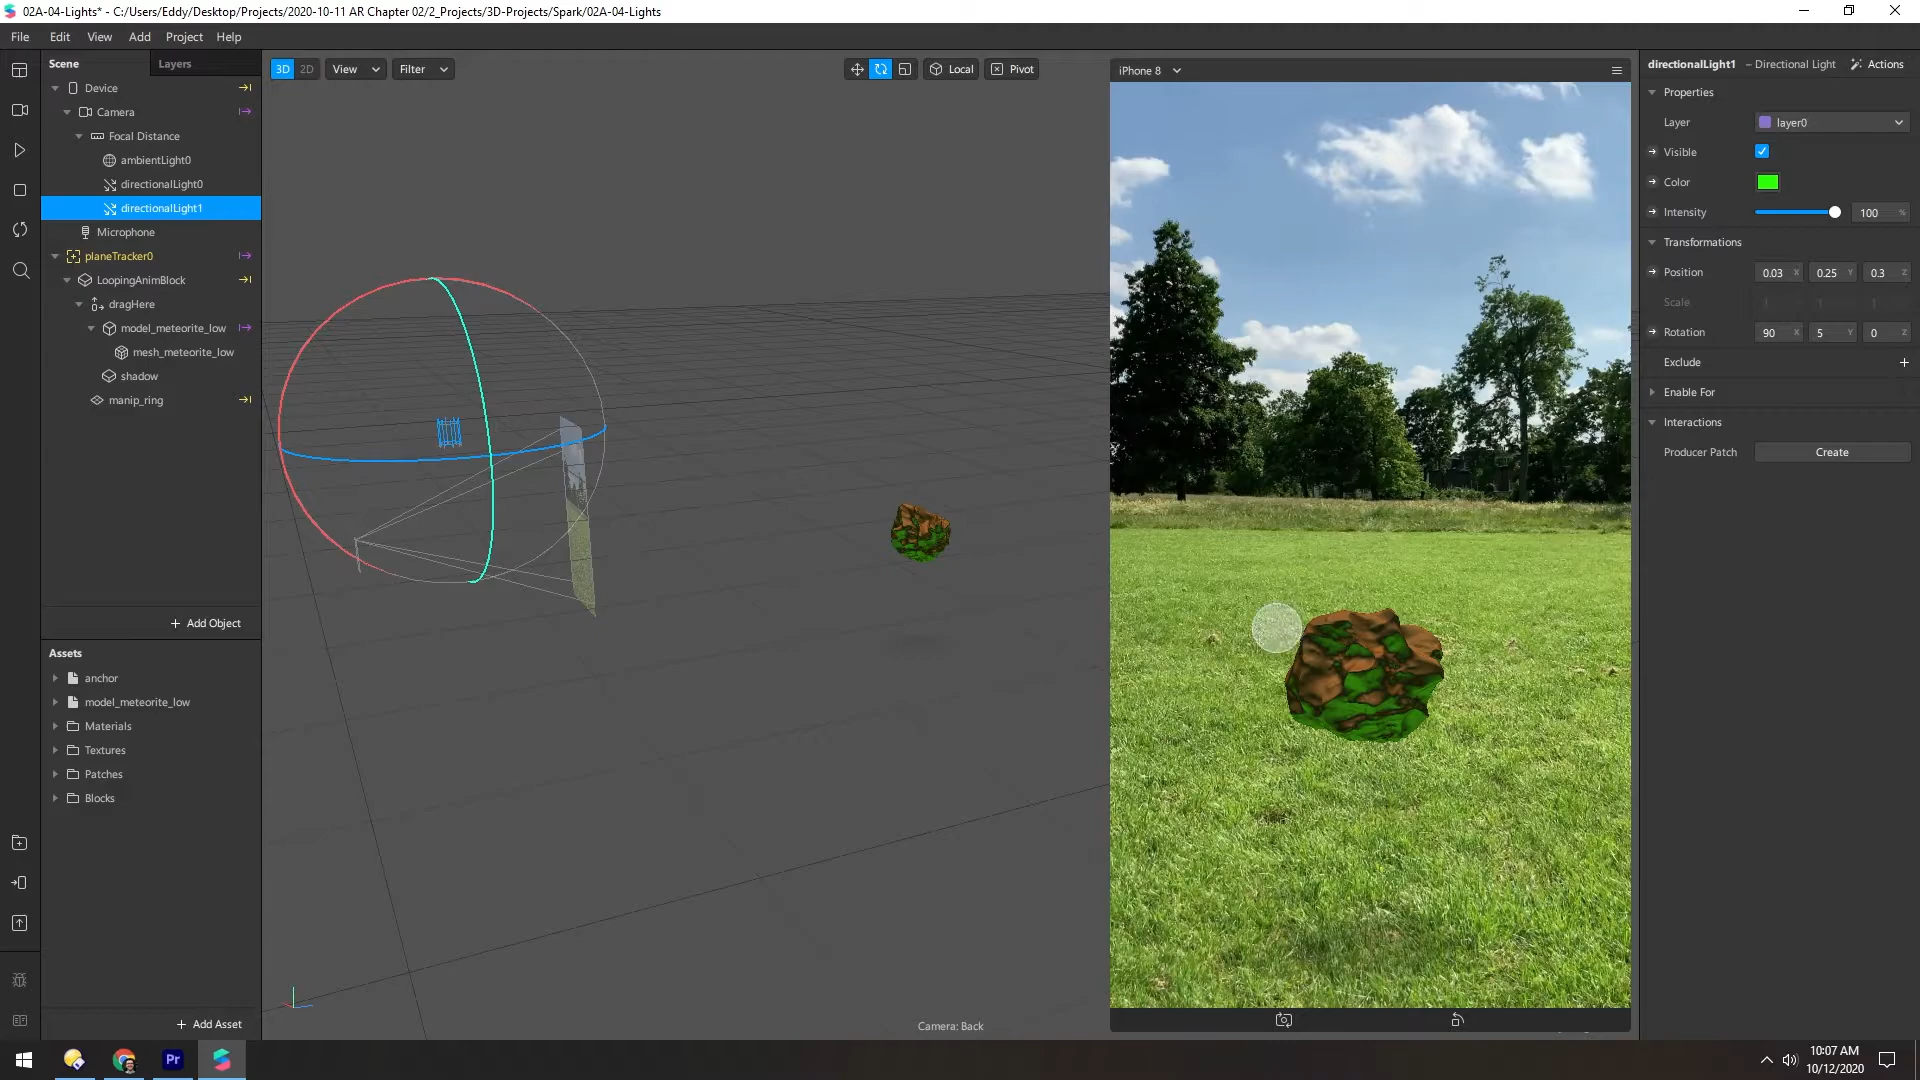 02A-04-Lights* - C:/Users/Eddy/Desktop/Projects/2020-10-11 AR Chapter 02/2_Projects/3D-Projects/Spark/02A-04-Lights
File Edit View Add Project Help
Scene Layers
Device
Camera
Focal Distance
ambientLight0
directionalLight0
directionalLight1
Microphone
planeTracker0
LoopingAnimBlock
dragHere
model_meteorite_low
mesh_meteorite_low
shadow
manip_ring
+ Add Object
Assets
anchor
model_meteorite_low
Materials
Textures
Patches
Blocks
+ Add Asset
3D 2D View Filter Local Pivot
Camera: Back
iPhone 8
directionalLight1 – Directional Light Actions
Properties
Layer layer0
Visible
Color
Intensity 100 %
Transformations
Position 0.03 X 0.25 Y 0.3 Z
Scale 1 1 1
Rotation 90 X 5 Y 0 Z
Exclude +
Enable For
Interactions
Producer Patch Create
Pr
10:07 AM
10/12/2020